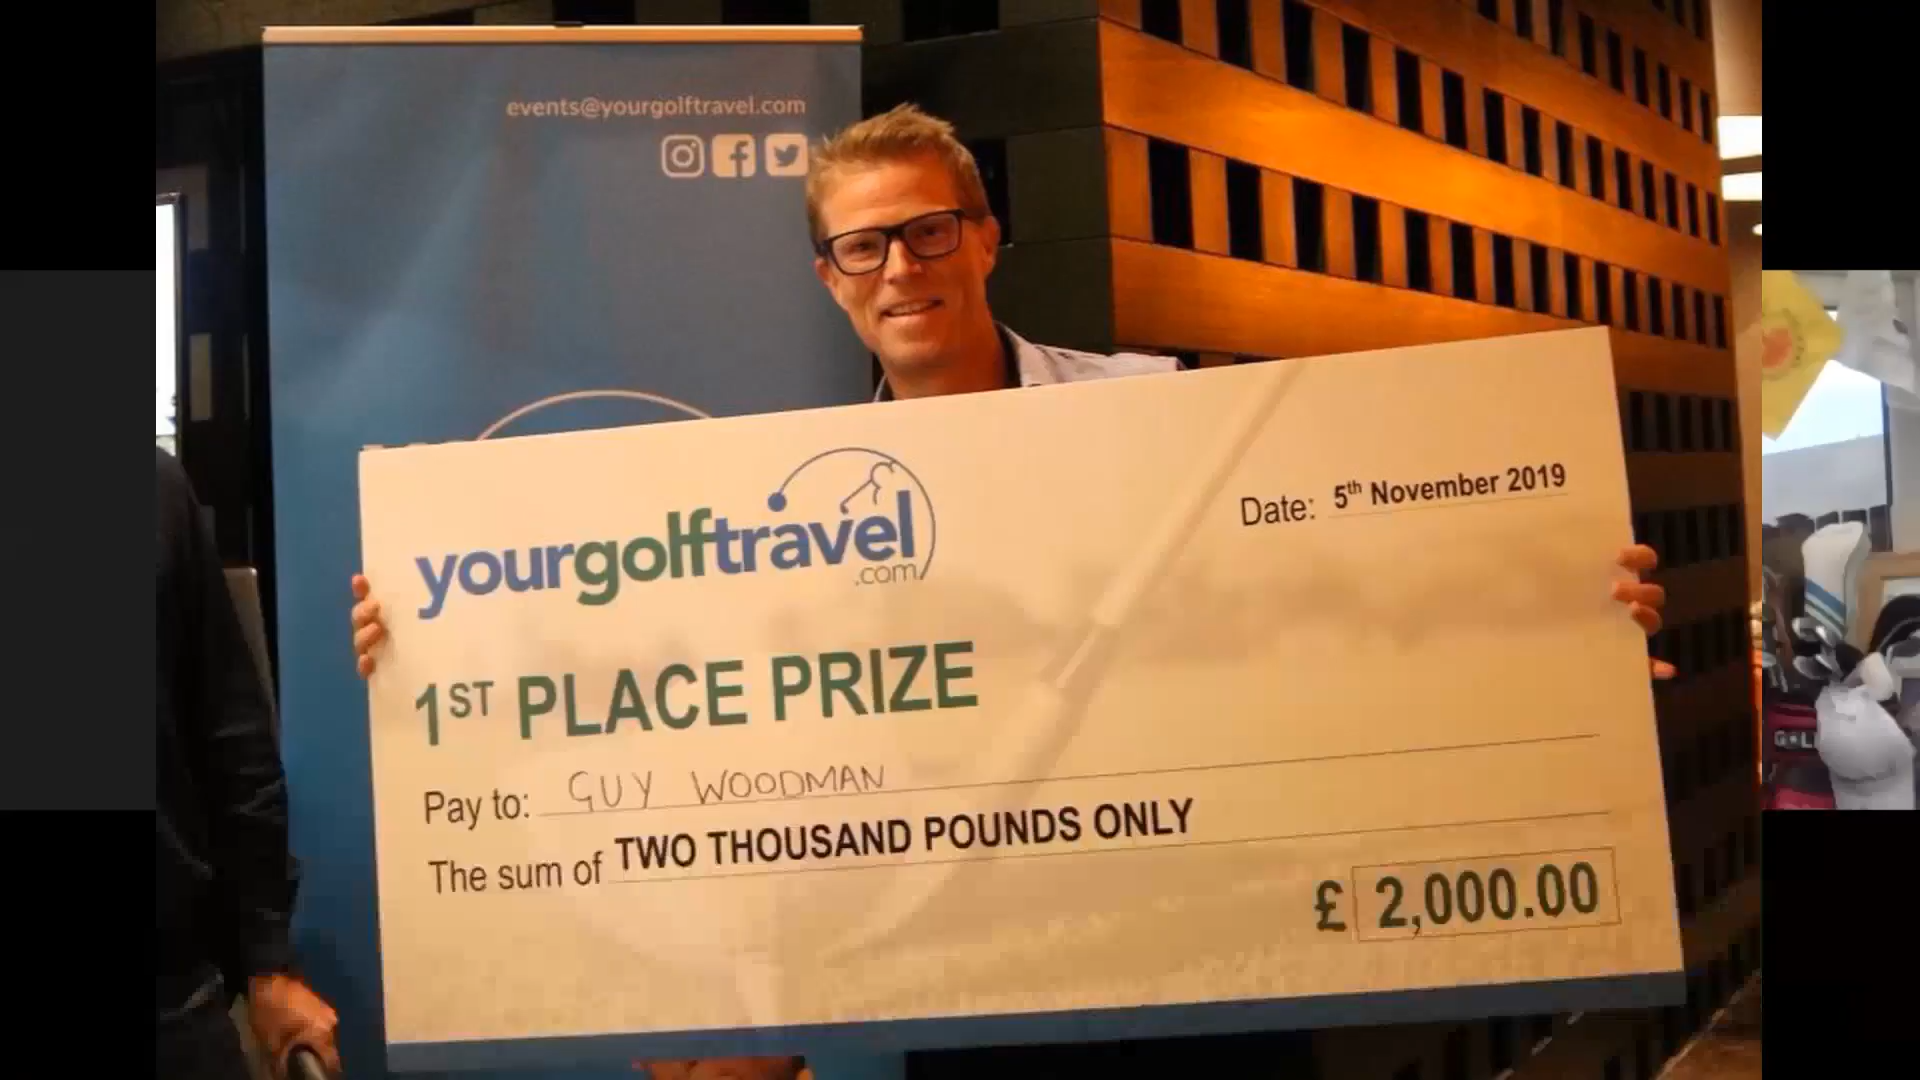 events@yourgolftravel.com
yourgolftravel
.com
Date: 5th November 2019
1ST PLACE PRIZE
Pay to: GUY WOODMAN
The sum of TWO THOUSAND POUNDS ONLY
£ 2,000.00
GOLF